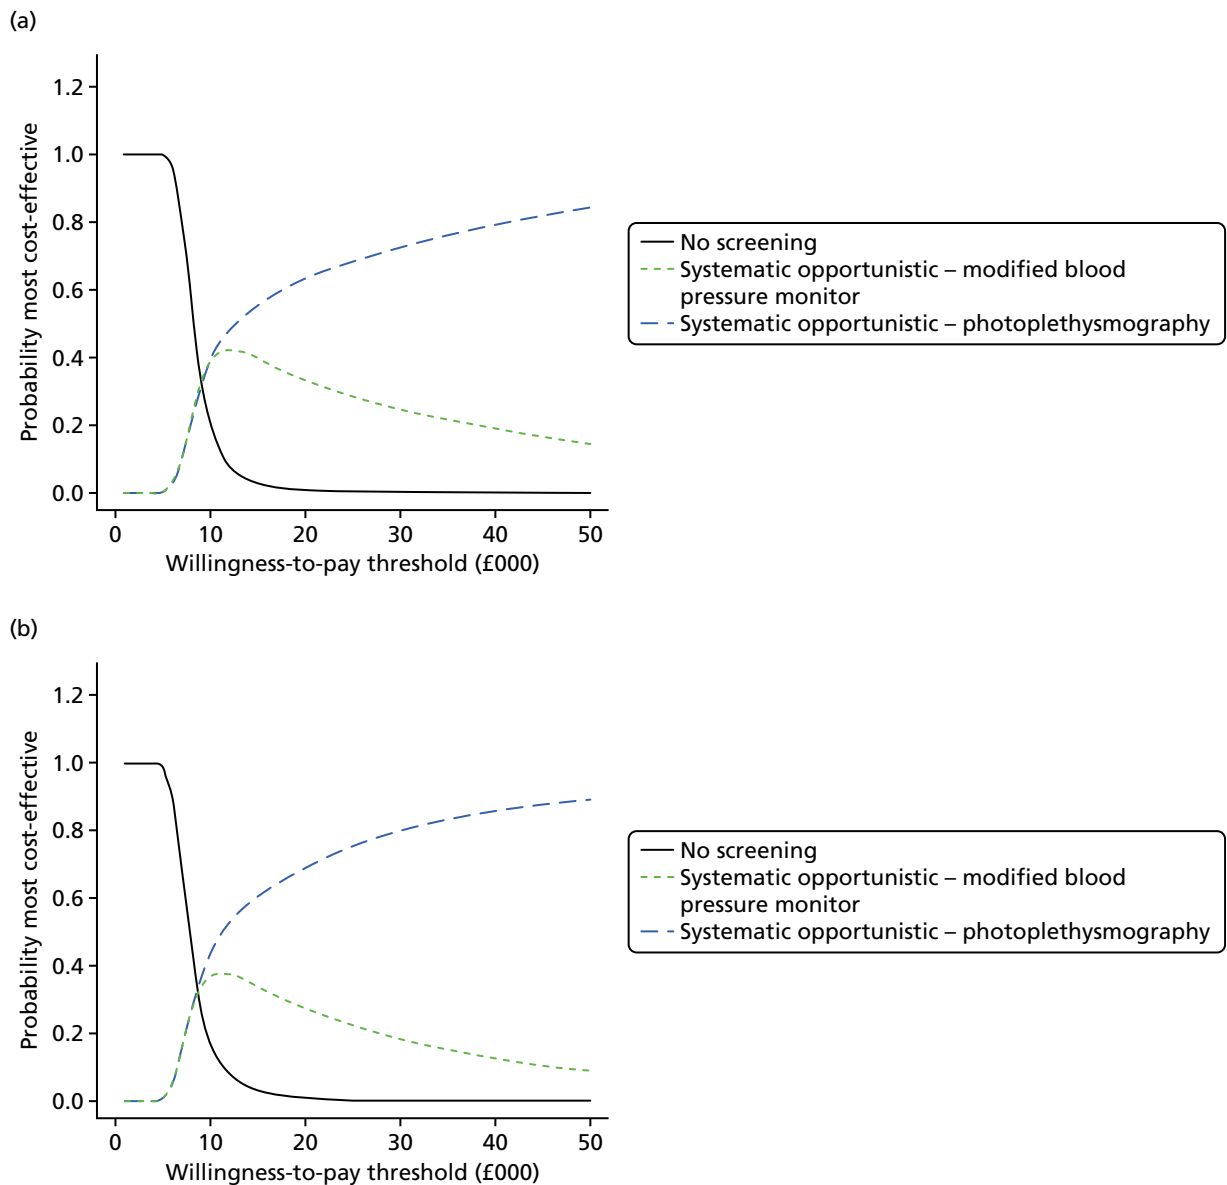 (a)
Probability most cost-effective
1.2
1.0
0.8
0.6
0.4
0.2
0.0
0 10 20 30 40 50
Willingness-to-pay threshold (£000)
No screening
Systematic opportunistic – modified blood
pressure monitor
Systematic opportunistic – photoplethysmography
(b)
Probability most cost-effective
1.2
1.0
0.8
0.6
0.4
0.2
0.0
0 10 20 30 40 50
Willingness-to-pay threshold (£000)
No screening
Systematic opportunistic – modified blood
pressure monitor
Systematic opportunistic – photoplethysmography